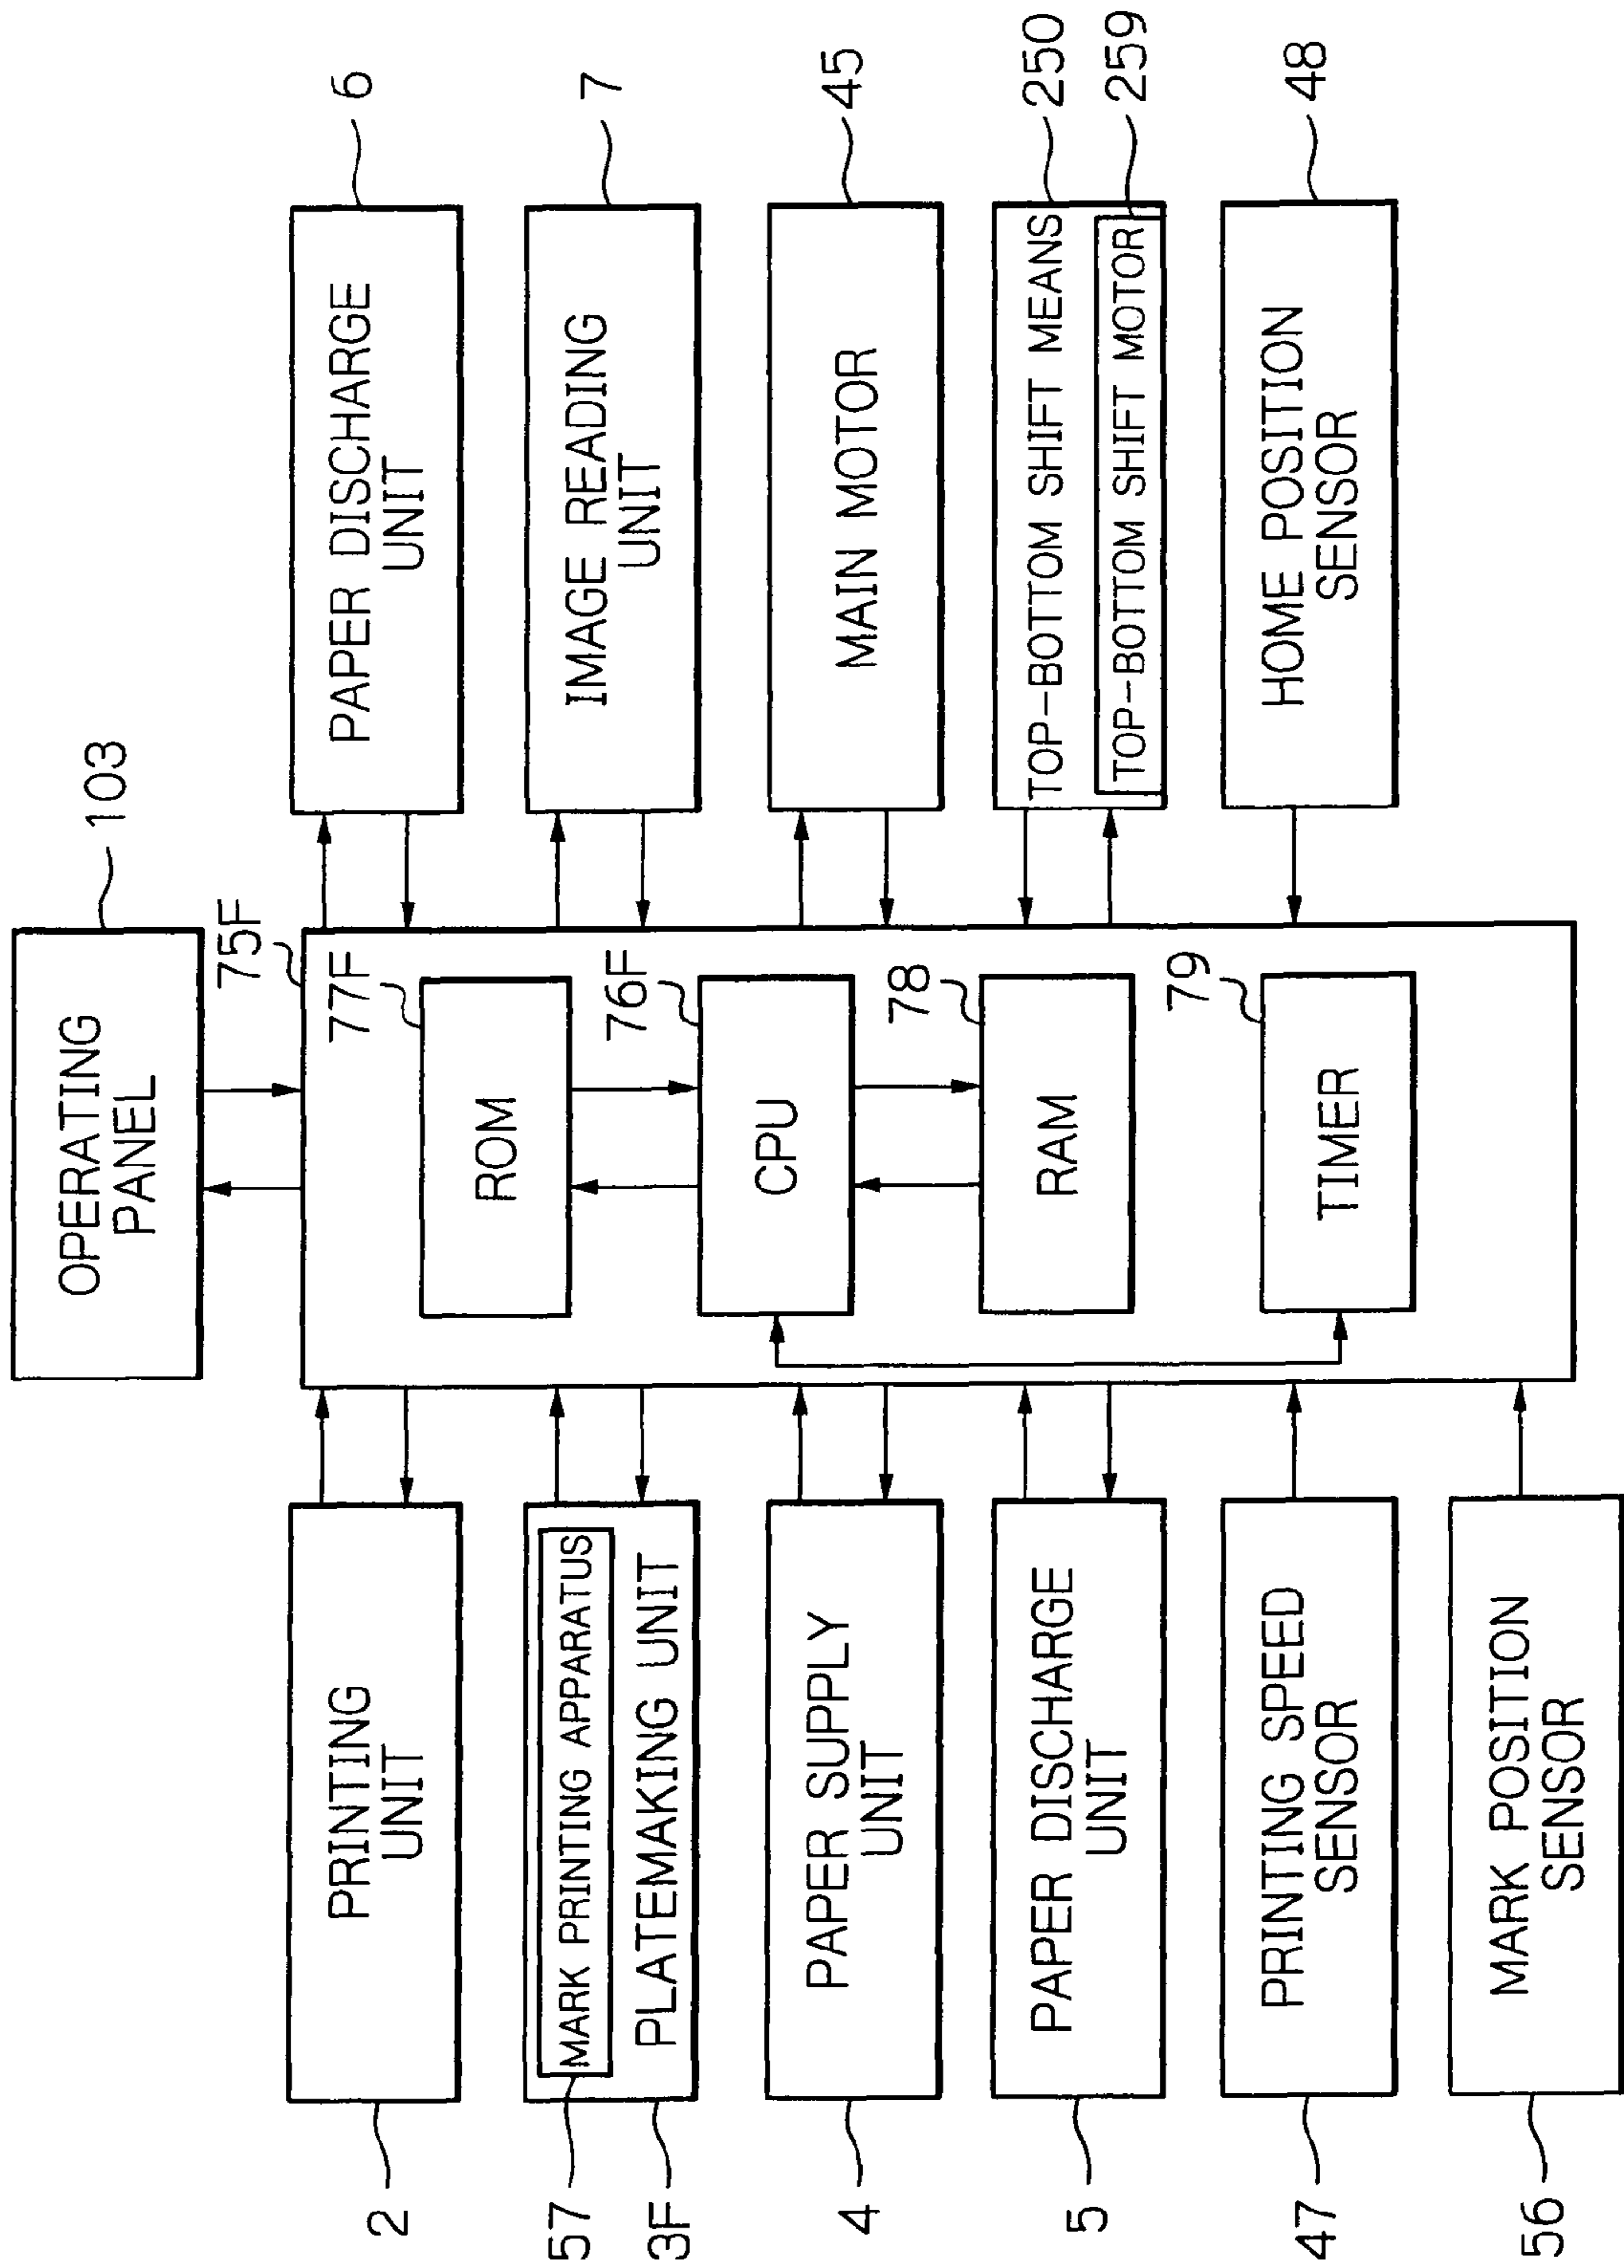 OPERATING
PANEL
103
75F
77F
ROM
76F
CPU
78
RAM
79
TIMER
PRINTING
UNIT
2
MARK PRINTING APPARATUS
PLATEMAKING UNIT
57
3F
PAPER SUPPLY
UNIT
4
PAPER DISCHARGE
UNIT
5
PRINTING SPEED
SENSOR
47
MARK POSITION
SENSOR
56
PAPER DISCHARGE
UNIT
6
IMAGE READING
UNIT
7
MAIN MOTOR
45
TOP-BOTTOM SHIFT MEANS
250
TOP-BOTTOM SHIFT MOTOR
259
HOME POSITION
SENSOR
48